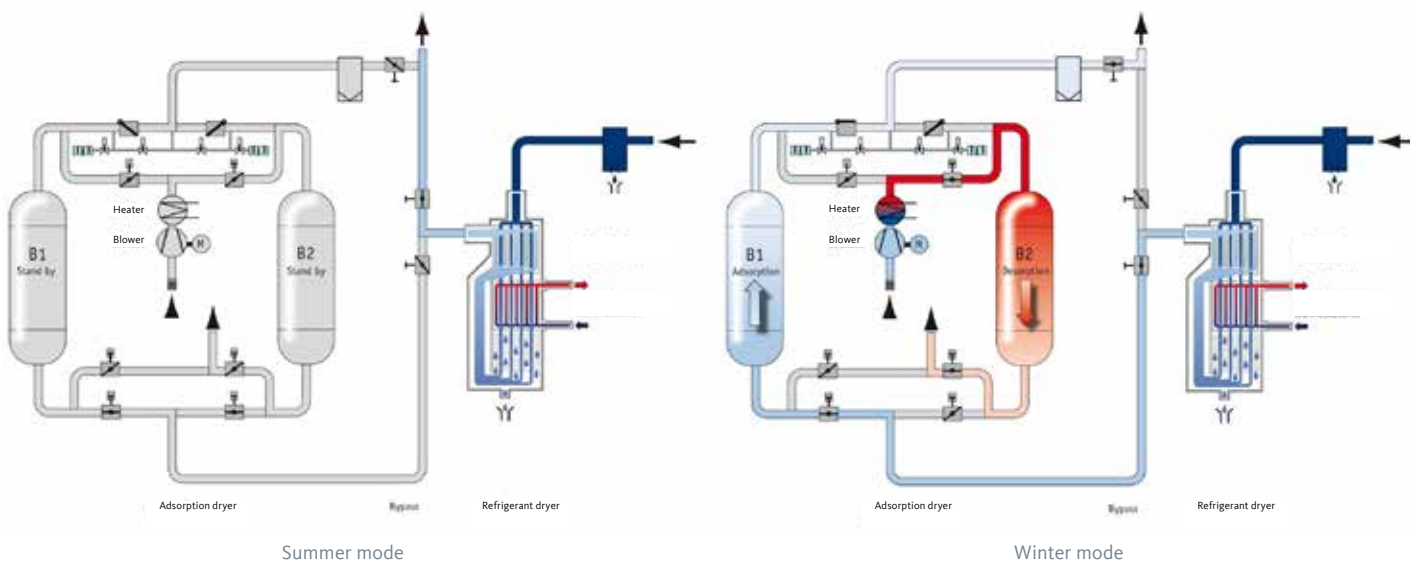 Heater
Blower
M
B1
Stand by
B2
Stand by
Adsorption dryer
Bypass
Refrigerant dryer
Summer mode
Heater
Blower
M
B1
Adsorption
B2
Desorption
Adsorption dryer
Bypass
Refrigerant dryer
Winter mode